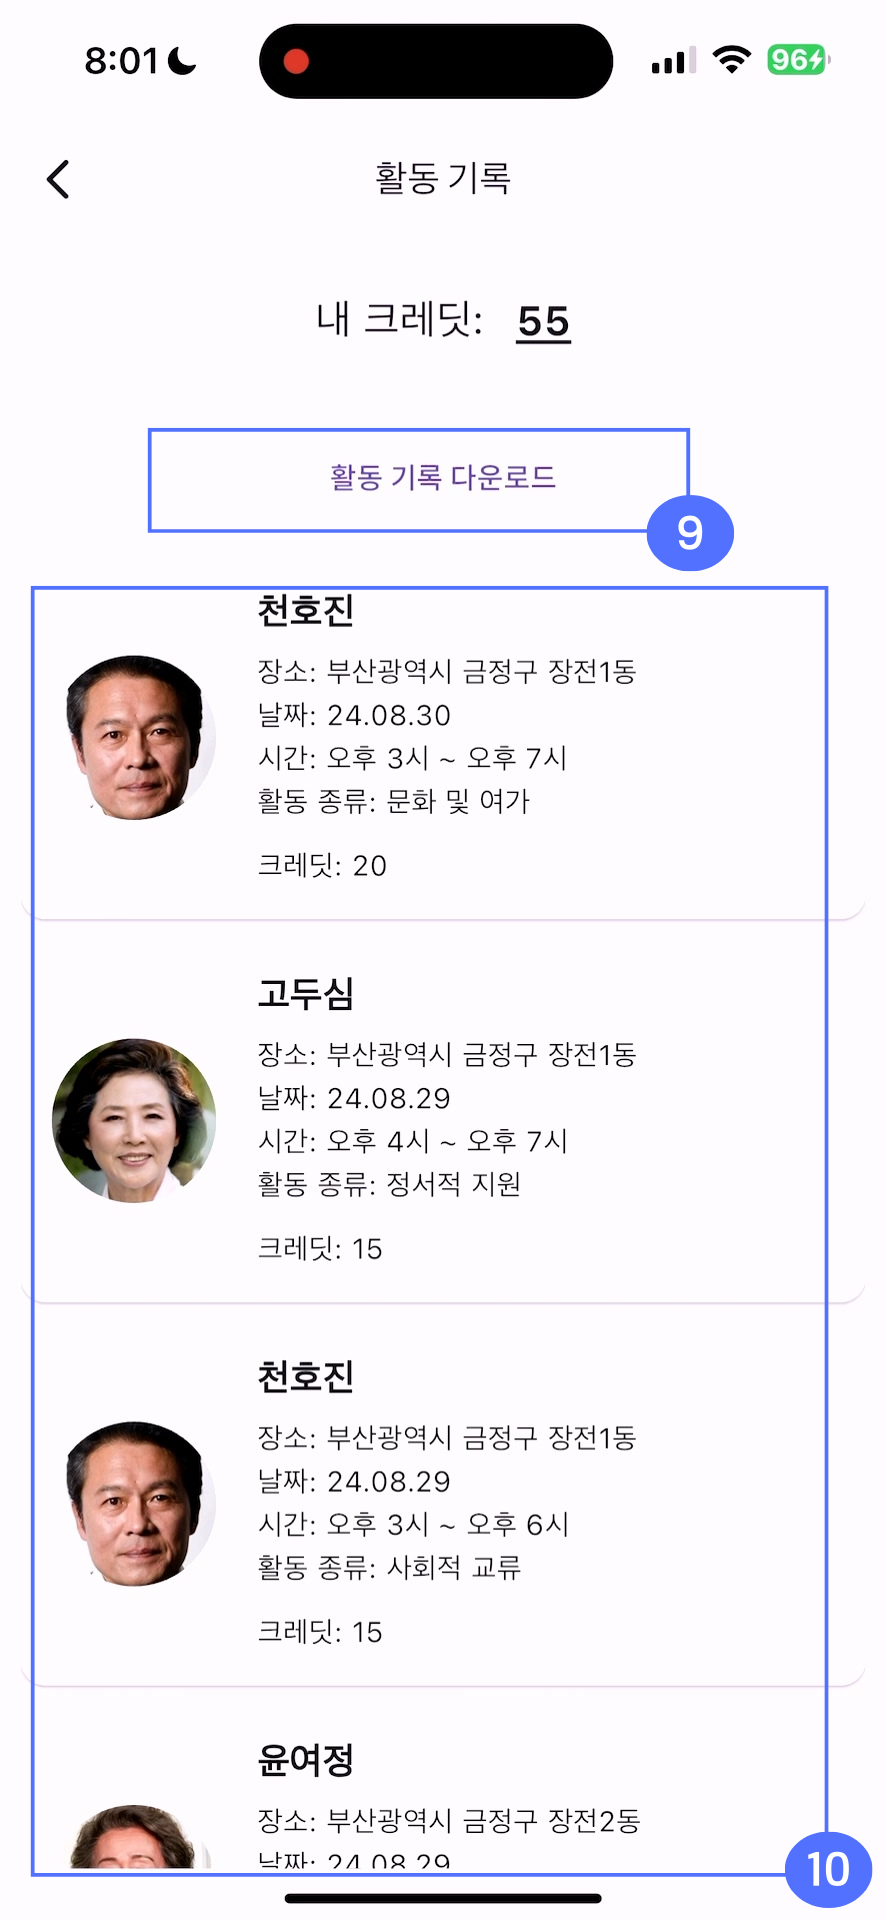 8:01
96
활동 기록
내 크레딧: 55
활동 기록 다운로드
9
천호진
장소: 부산광역시 금정구 장전1동
날짜: 24.08.30
시간: 오후 3시 ~ 오후 7시
활동 종류: 문화 및 여가
크레딧: 20
고두심
장소: 부산광역시 금정구 장전1동
날짜: 24.08.29
시간: 오후 4시 ~ 오후 7시
활동 종류: 정서적 지원
크레딧: 15
천호진
장소: 부산광역시 금정구 장전1동
날짜: 24.08.29
시간: 오후 3시 ~ 오후 6시
활동 종류: 사회적 교류
크레딧: 15
윤여정
장소: 부산광역시 금정구 장전2동
날짜: 24.08.29
10